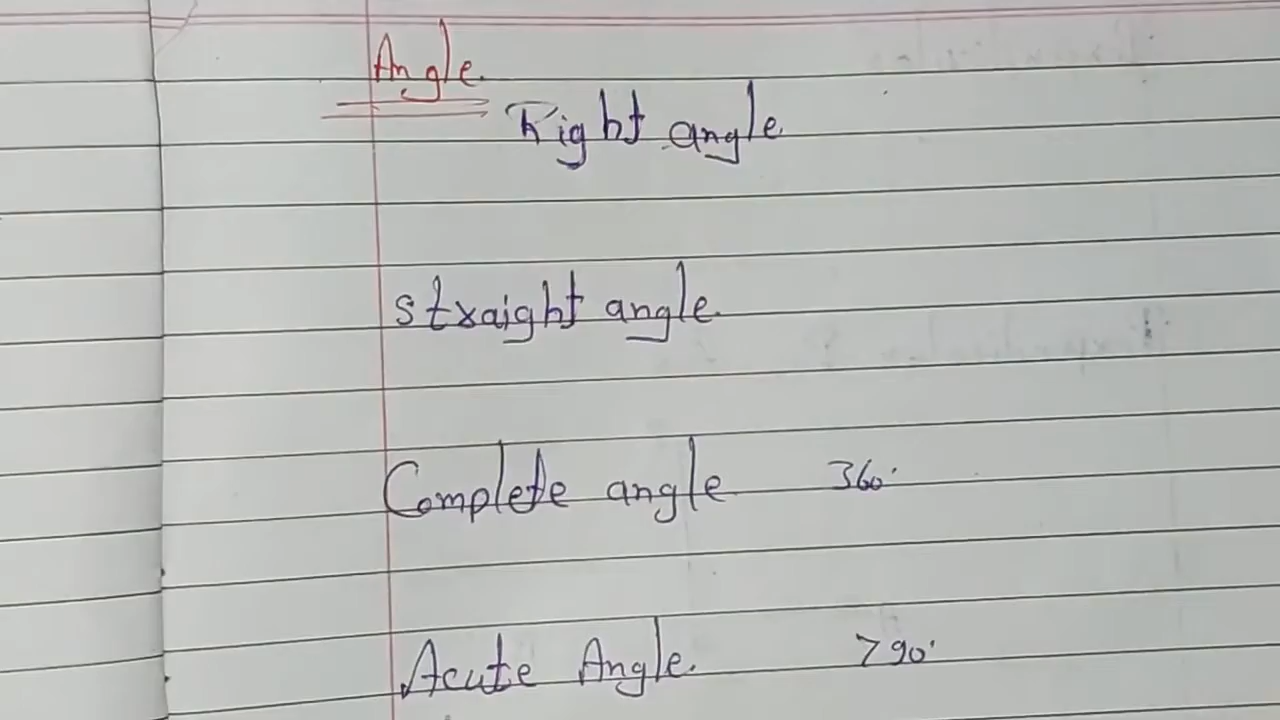 Angle.
Right angle.
straight angle.
Complete angle 360°
Acute Angle. >90°